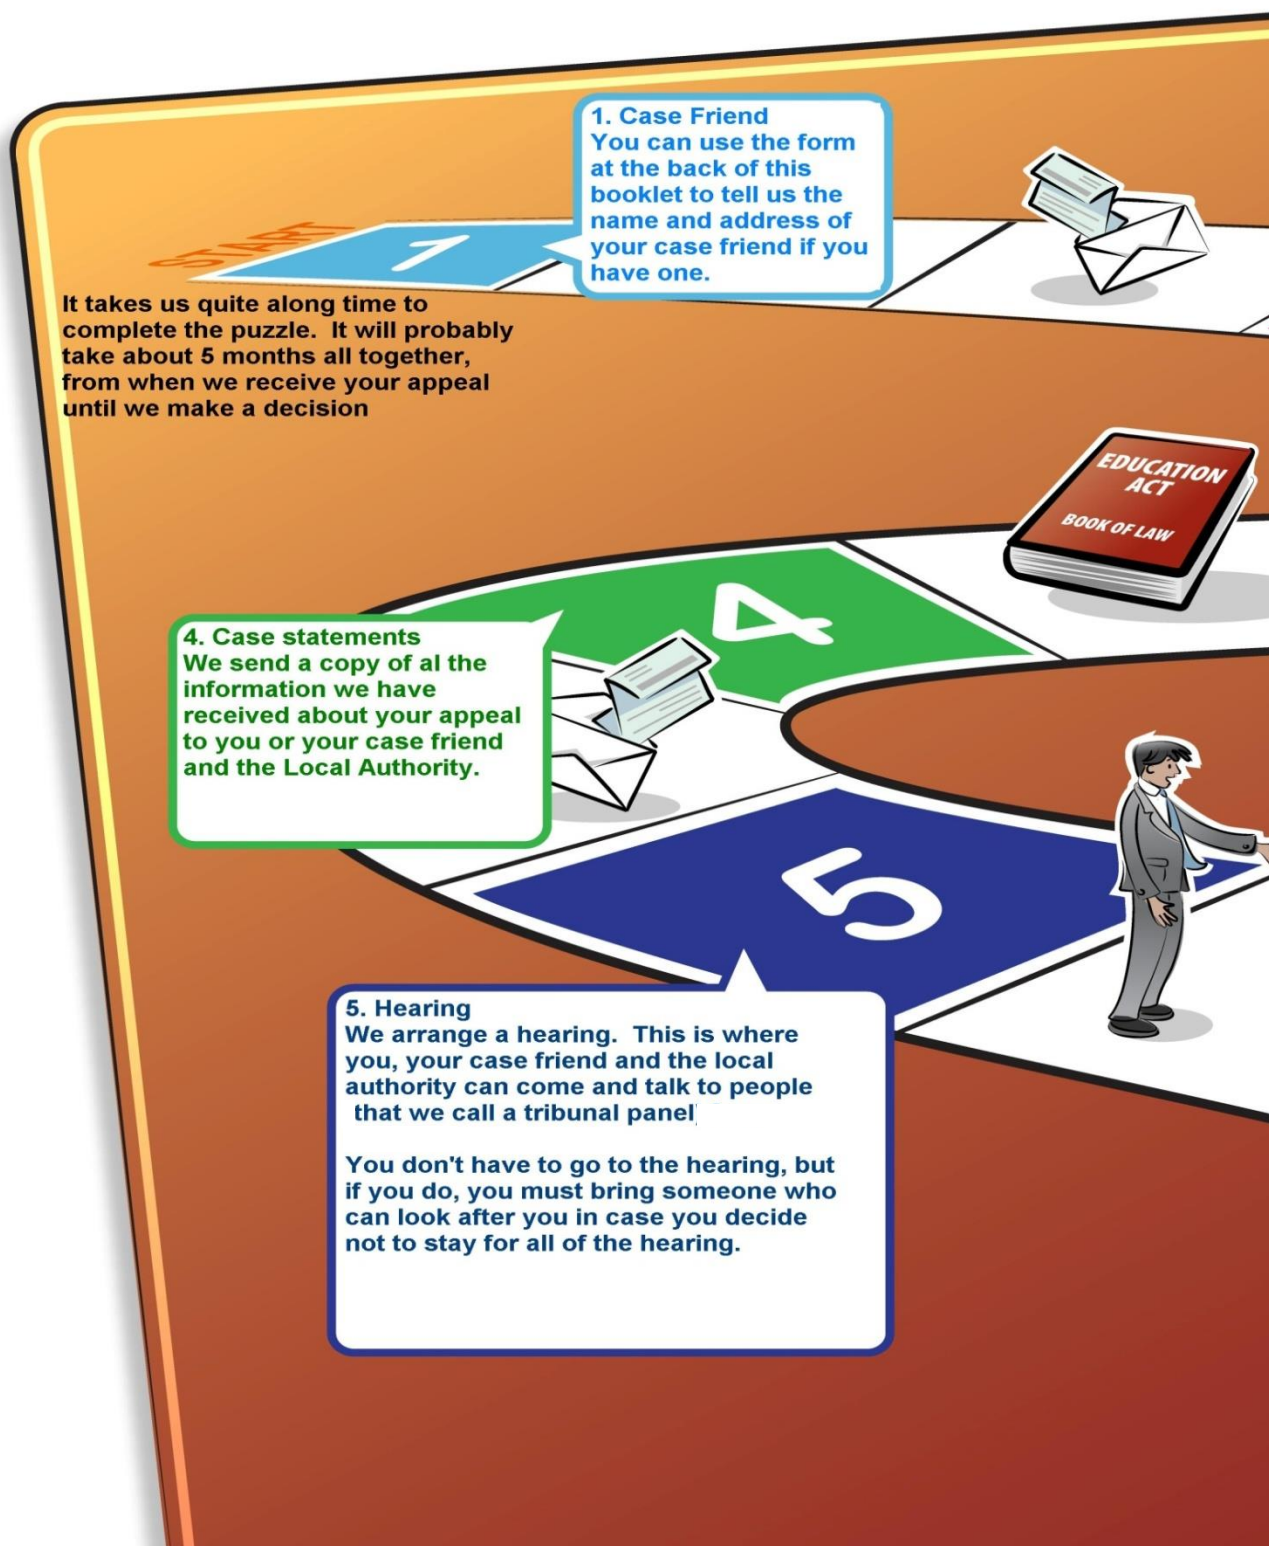 1. Case Friend
You can use the form
at the back of this
booklet to tell us the
name and address of
your case friend if you
have one.
START
1
It takes us quite along time to
complete the puzzle.  It will probably
take about 5 months all together,
from when we receive your appeal
until we make a decision
EDUCATION
ACT
BOOK OF LAW
4
4. Case statements
We send a copy of al the
information we have
received about your appeal
to you or your case friend
and the Local Authority.
5
5. Hearing
We arrange a hearing.  This is where
you, your case friend and the local
authority can come and talk to people
that we call a tribunal panel
You don't have to go to the hearing, but
if you do, you must bring someone who
can look after you in case you decide
not to stay for all of the hearing.